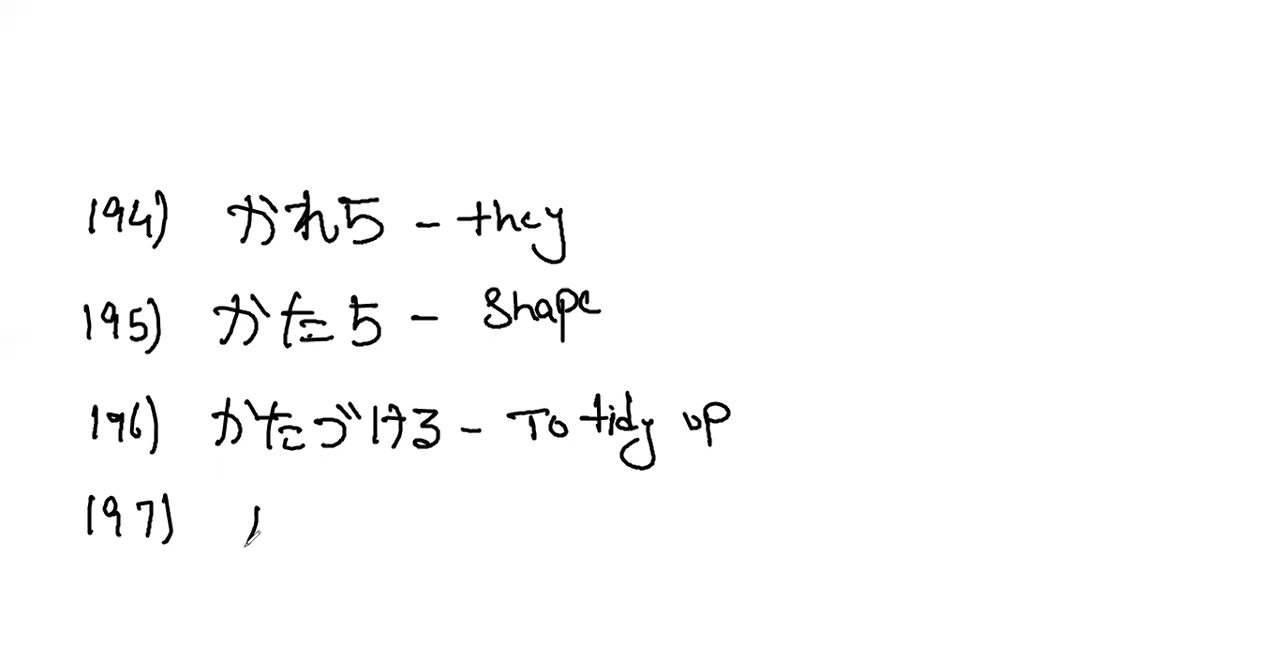 194) かれら - they
195) かたち - shape
196) かたづける - To tidy up
197)